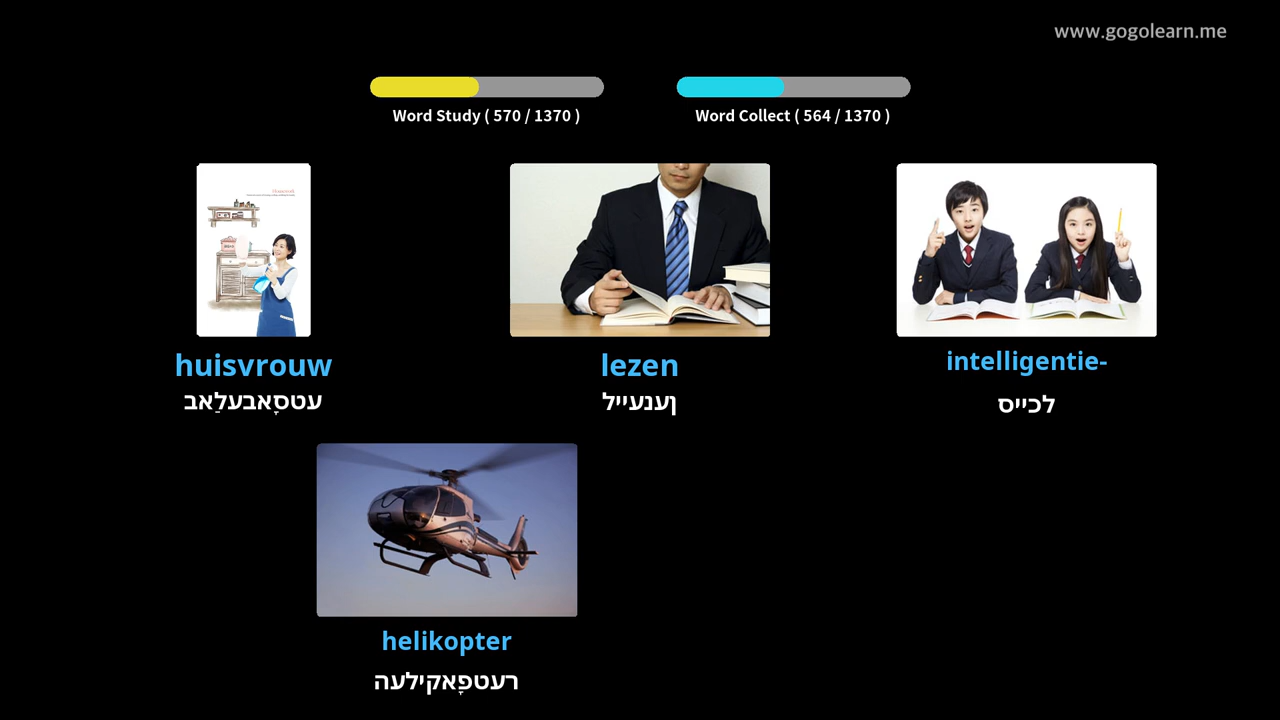 www.gogolearn.me
Word Study ( 570 / 1370 )
Word Collect ( 564 / 1370 )
huisvrouw
עטסָאבעלַאב
lezen
ןענעייל
intelligentie-
לכייס
helikopter
רעטפָאקילעה